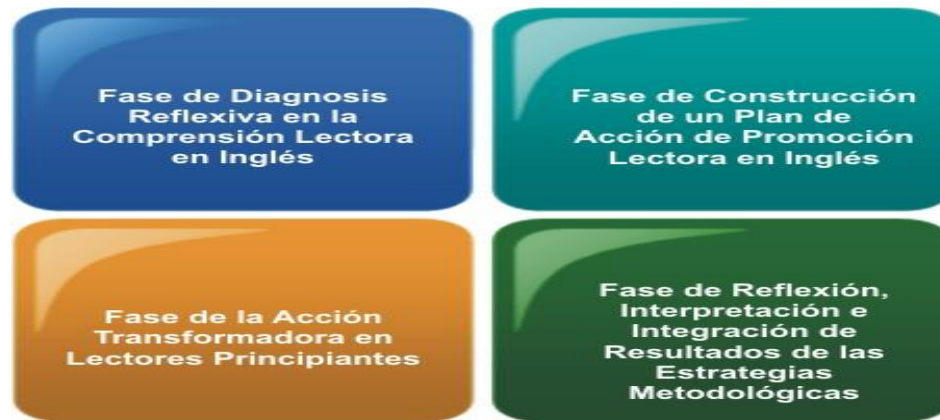 Fase de Diagnosis
Reflexiva en la
Comprensión Lectora
en Inglés
Fase de Construcción
de un Plan de
Acción de Promoción
Lectora en Inglés
Fase de la Acción
Transformadora en
Lectores Principiantes
Fase de Reflexión,
Interpretación e
Integración de
Resultados de las
Estrategias
Metodológicas